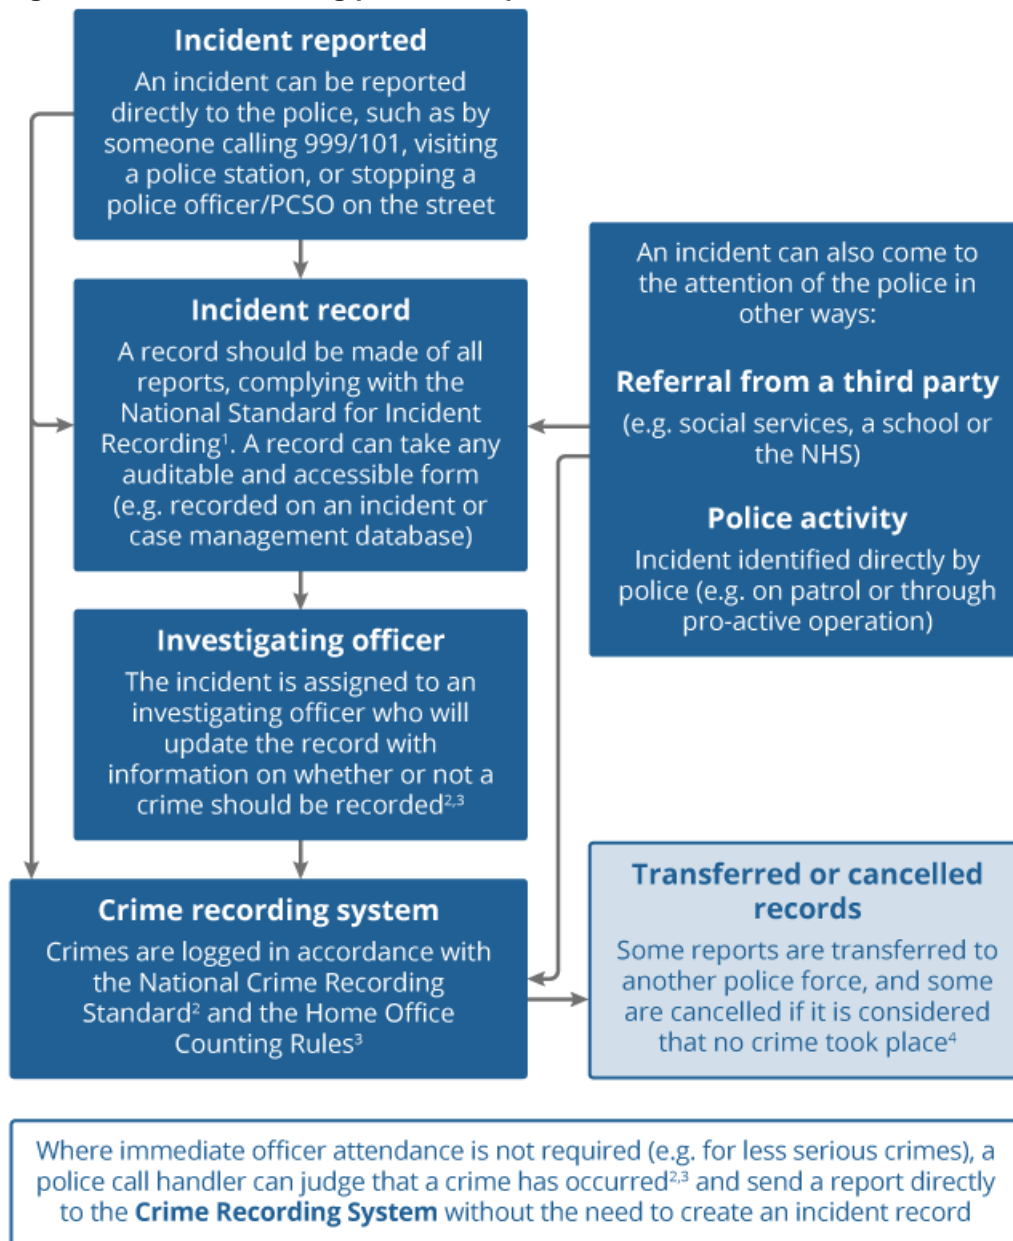 Incident reported
An incident can be reported
directly to the police, such as by
someone calling 999/101, visiting
a police station, or stopping a
police officer/PCSO on the street
Incident record
A record should be made of all
reports, complying with the
National Standard for Incident
Recording¹. A record can take any
auditable and accessible form
(e.g. recorded on an incident or
case management database)
An incident can also come to
the attention of the police in
other ways:
Referral from a third party
(e.g. social services, a school or
the NHS)
Police activity
Incident identified directly by
police (e.g. on patrol or through
pro-active operation)
Investigating officer
The incident is assigned to an
investigating officer who will
update the record with
information on whether or not a
crime should be recorded²,³
Crime recording system
Crimes are logged in accordance with
the National Crime Recording
Standard² and the Home Office
Counting Rules³
Transferred or cancelled
records
Some reports are transferred to
another police force, and some
are cancelled if it is considered
that no crime took place⁴
Where immediate officer attendance is not required (e.g. for less serious crimes), a
police call handler can judge that a crime has occurred²,³ and send a report directly
to the Crime Recording System without the need to create an incident record